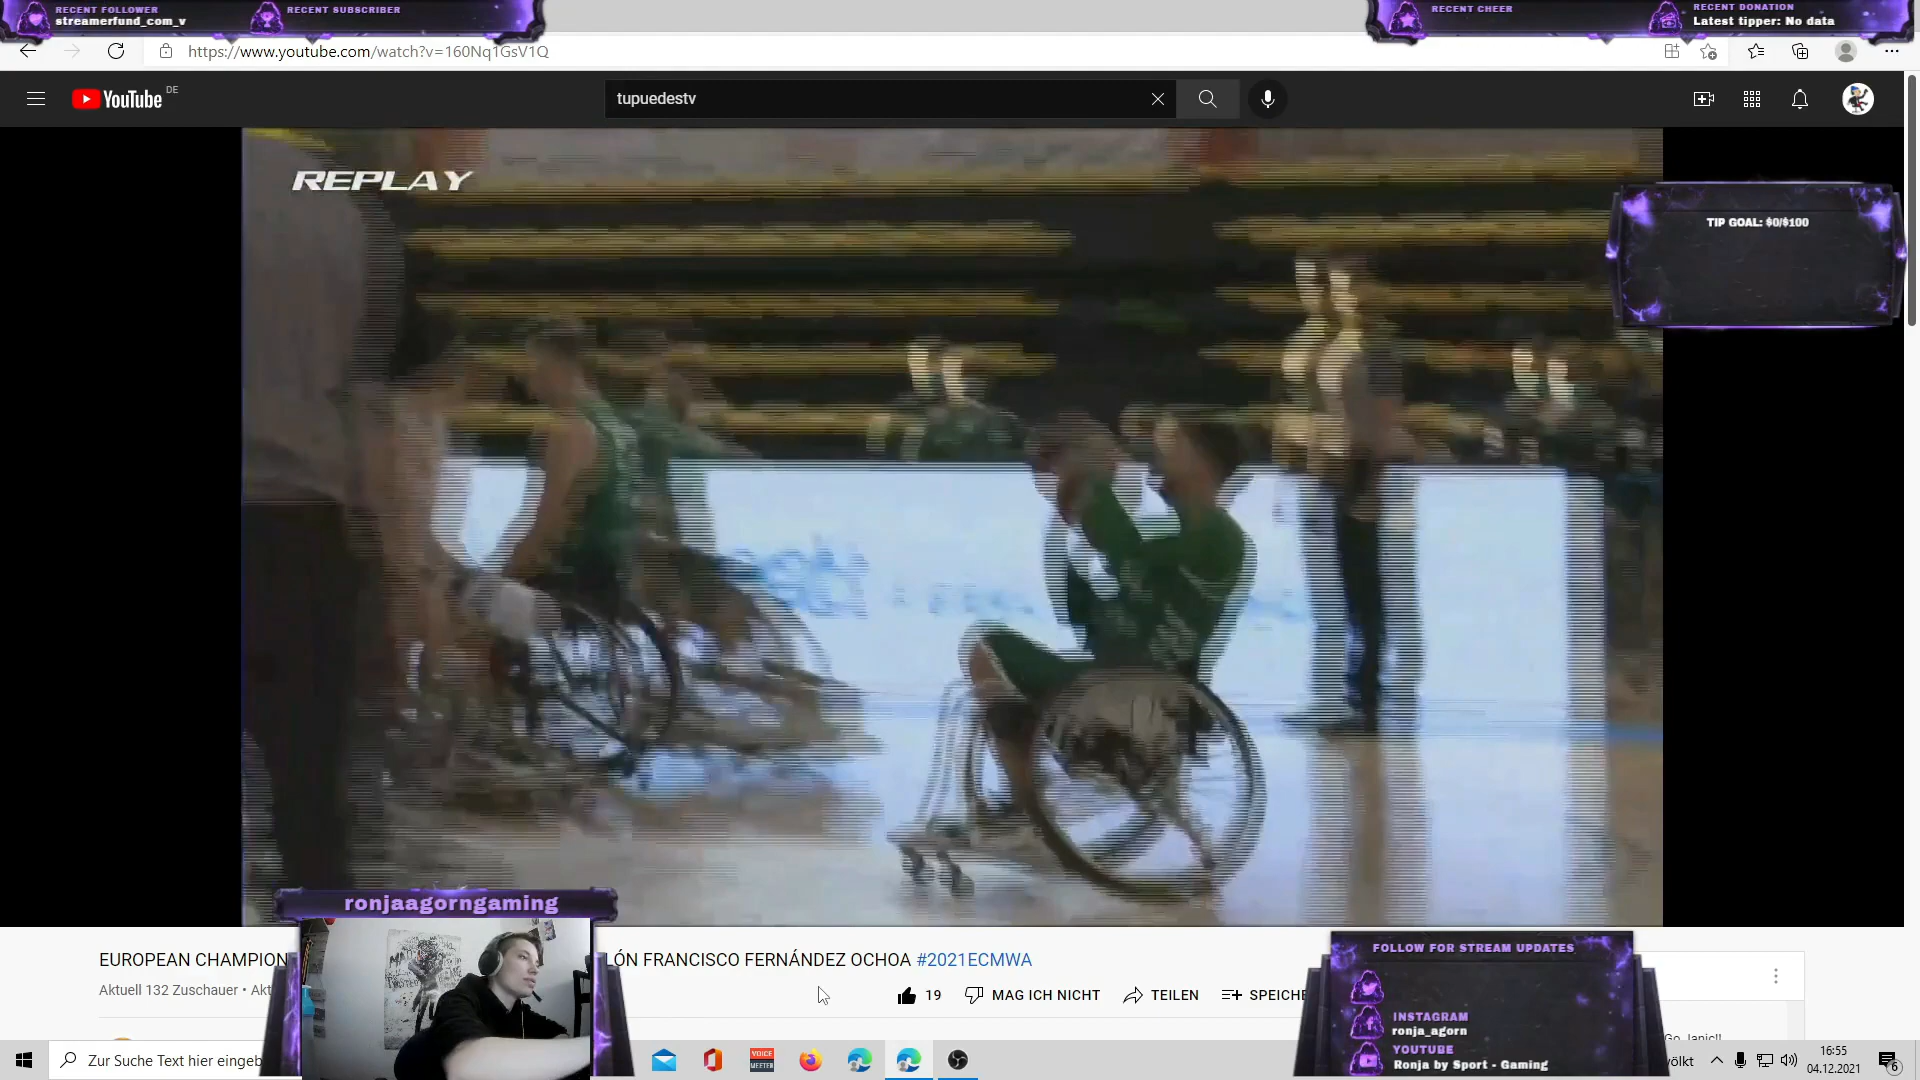 RECENT FOLLOWER
streamerfund_com_v
RECENT SUBSCRIBER
RECENT CHEER
RECENT DONATION
Latest tipper: No data
https://www.youtube.com/watch?v=160Nq1GsV1Q
YouTube DE
tupuedestv
REPLAY
TIP GOAL: $0/$100
ronjaagorngaming
EUROPEAN CHAMPION
LÓN FRANCISCO FERNÁNDEZ OCHOA #2021ECMWA
Aktuell 132 Zuschauer •
19
MAG ICH NICHT
TEILEN
SPEICHE
FOLLOW FOR STREAM UPDATES
INSTAGRAM
ronja_agorn
YOUTUBE
Ronja by Sport - Gaming
Zur Suche Text hier eingeb
VOICE
MEETER
ölkt
16:55
04.12.2021
6